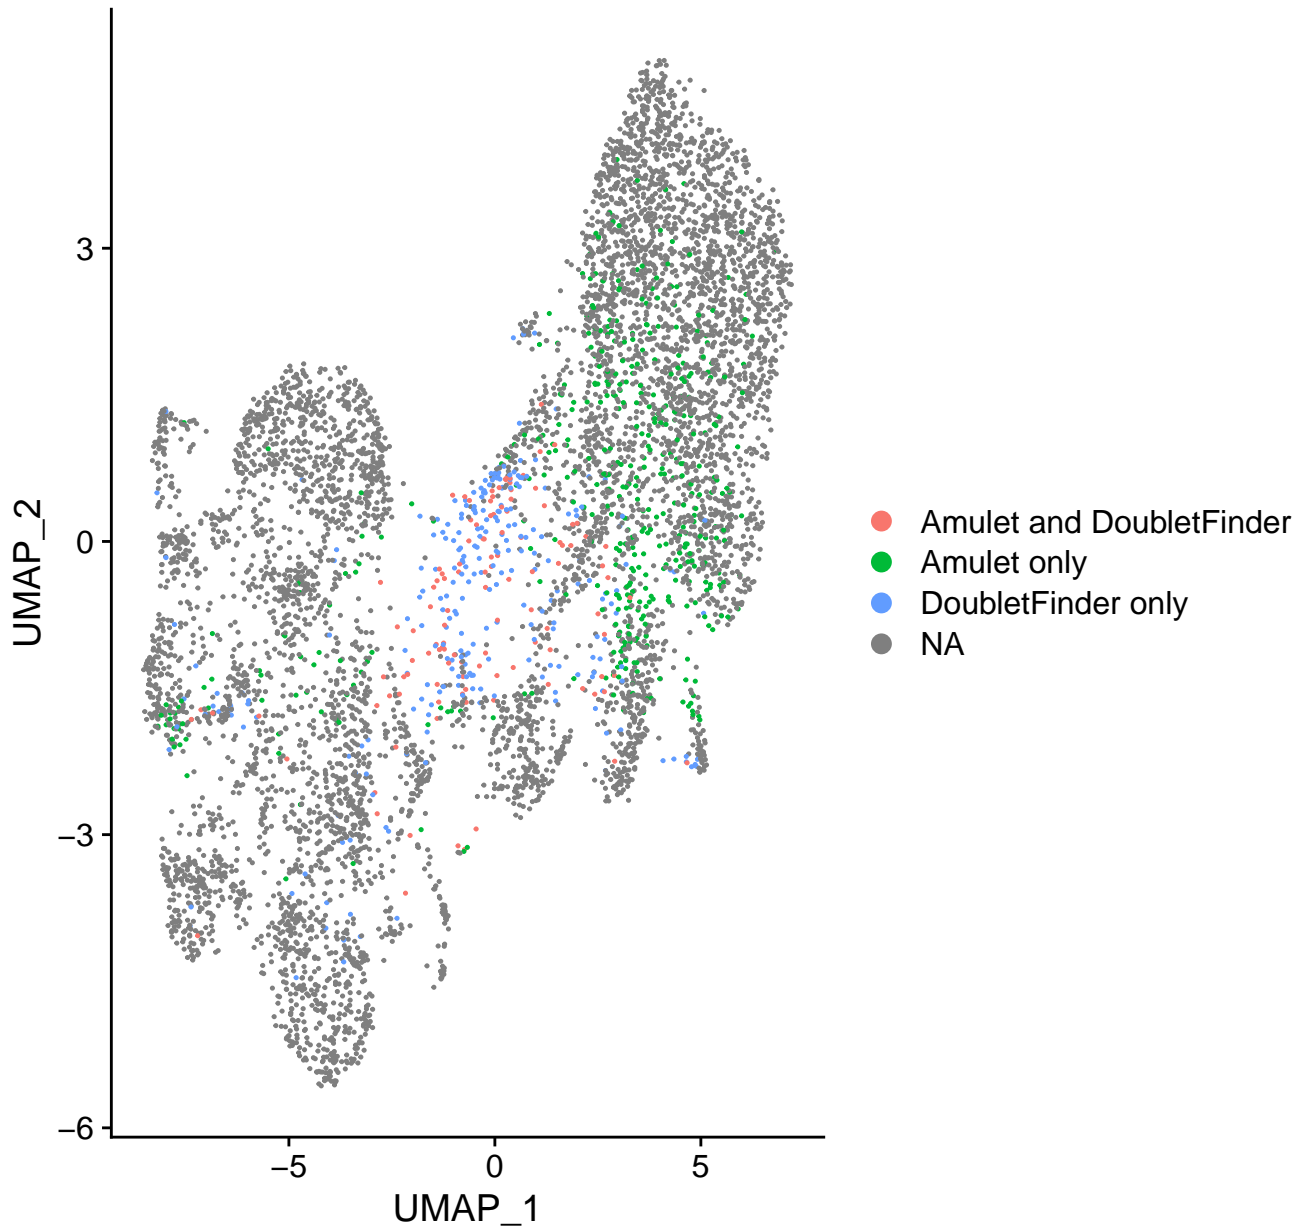 3
0
−3
−6
−5
0
5
UMAP_1
UMAP_2
Amulet and DoubletFinder
Amulet only
DoubletFinder only
NA